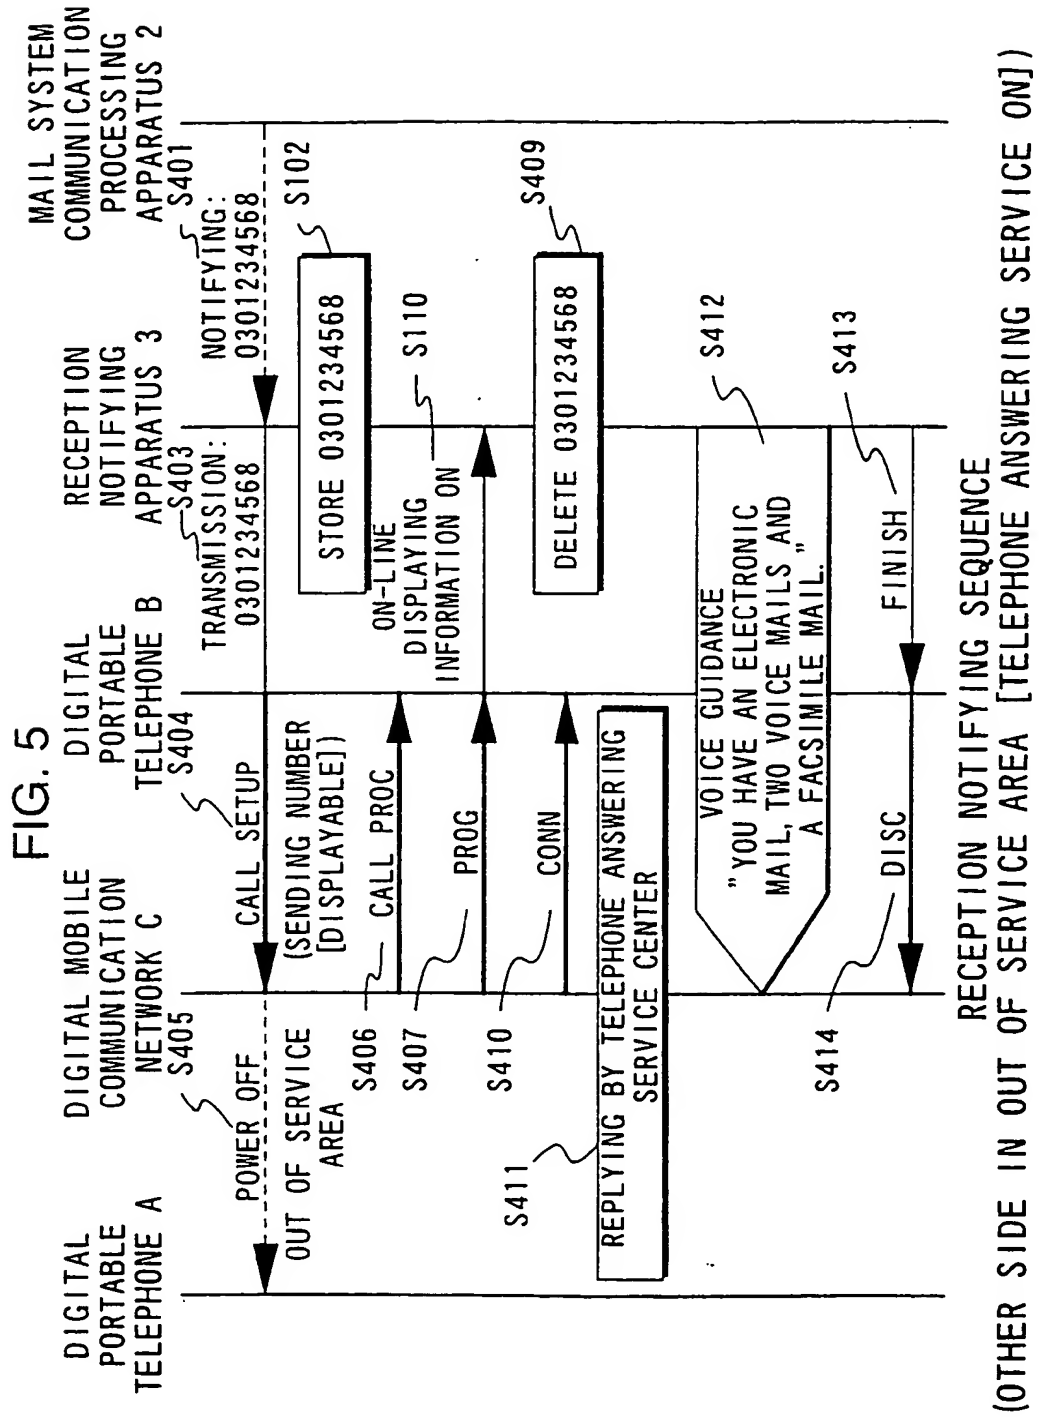 FIG. 5
DIGITAL
PORTABLE
TELEPHONE A
DIGITAL MOBILE
COMMUNICATION
NETWORK C
DIGITAL
PORTABLE
TELEPHONE B
RECEPTION
NOTIFYING
APPARATUS 3
MAIL SYSTEM
COMMUNICATION
PROCESSING
APPARATUS 2
S405
POWER OFF
OUT OF SERVICE
AREA
S404
CALL SETUP
(SENDING NUMBER
[DISPLAYABLE])
S403
TRANSMISSION:
0301234568
S401
NOTIFYING:
0301234568
STORE 0301234568
S102
S406
CALL PROC
ON-LINE
DISPLAYING
INFORMATION ON
S110
S407
PROG
S410
CONN
DELETE 0301234568
S409
S411
REPLYING BY TELEPHONE ANSWERING
SERVICE CENTER
VOICE GUIDANCE
"YOU HAVE AN ELECTRONIC
MAIL, TWO VOICE MAILS AND
A FACSIMILE MAIL."
S412
S414
DISC
FINISH
S413
RECEPTION NOTIFYING SEQUENCE
(OTHER SIDE IN OUT OF SERVICE AREA [TELEPHONE ANSWERING SERVICE ON])